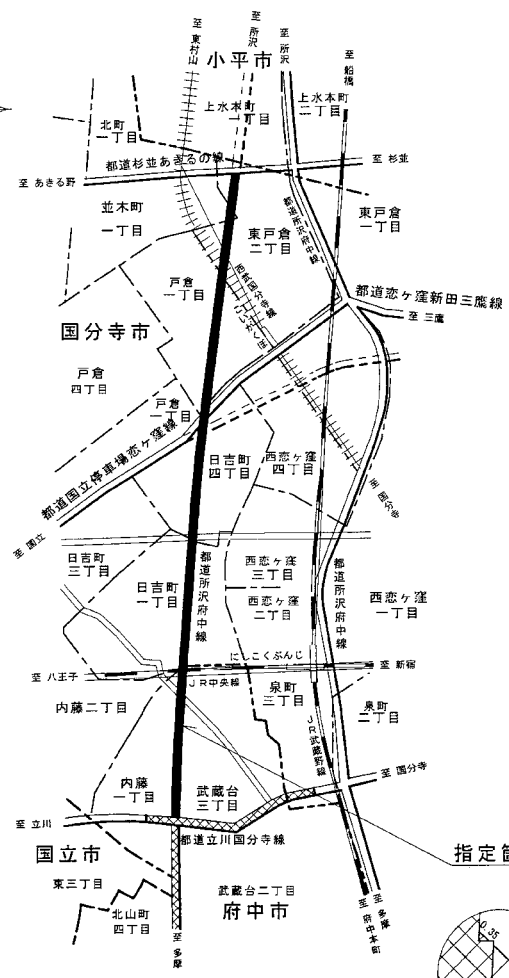 至 東村山
至 所沢
至 所沢
至 船橋
小平市
上水本町
一丁目
上水本町
二丁目
北町
一丁目
都道杉並あきるの線
至 あきる野
至 杉並
並木町
一丁目
東戸倉
二丁目
都道所沢府中線
東戸倉
一丁目
戸倉
一丁目
西武国分寺線
こいがくぼ
都道恋ヶ窪新田三鷹線
至 三鷹
国分寺市
戸倉
四丁目
戸倉
一丁目
都道国立停車場恋ヶ窪線
至 国立
日吉町
四丁目
西恋ヶ窪
四丁目
至 国分寺
日吉町
三丁目
日吉町
一丁目
都道所沢府中線
西恋ヶ窪
三丁目
西恋ヶ窪
二丁目
都道所沢府中線
西恋ヶ窪
一丁目
にしこくぶんじ
至 八王子
JR中央線
至 新宿
泉町
三丁目
泉町
二丁目
内藤二丁目
JR武蔵野線
内藤
一丁目
武蔵台
三丁目
至 国分寺
至 立川
都道立川国分寺線
国立市
指定箇
東三丁目
北山町
四丁目
武蔵台二丁目
府中市
至 多摩
至 府中本町
至 多摩
0.35